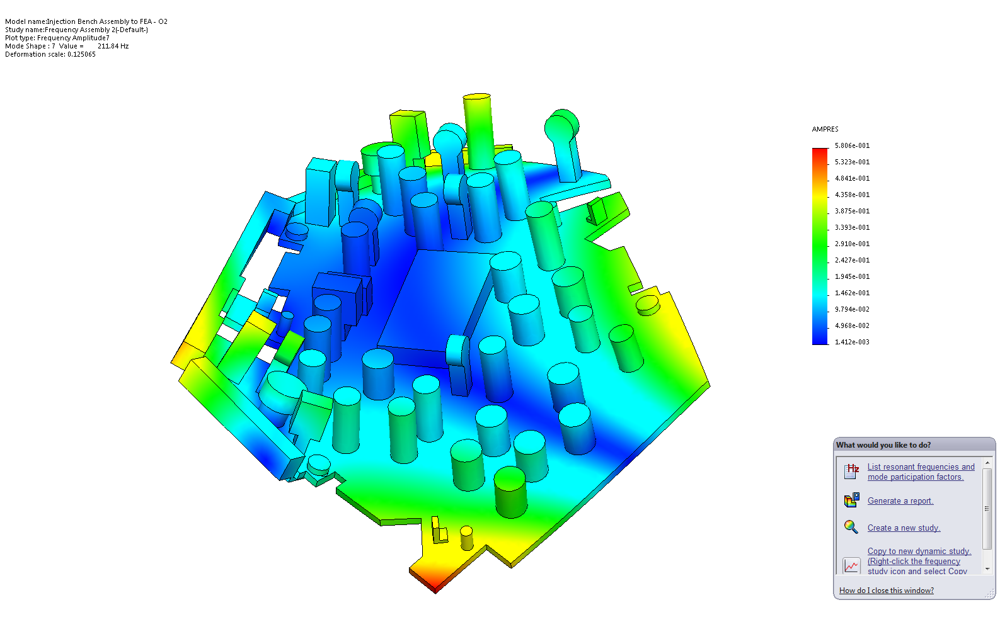 Model name:Injection Bench Assembly to FEA - O2
Study name:Frequency Assembly 2(-Default-)
Plot type: Frequency Amplitude7
Mode Shape : 7  Value =       211.84 Hz
Deformation scale: 0.125065
AMPRES
5.806e-001
5.323e-001
4.841e-001
4.358e-001
3.875e-001
3.393e-001
2.910e-001
2.427e-001
1.945e-001
1.462e-001
9.794e-002
4.968e-002
1.412e-003
What would you like to do?
List resonant frequencies and
mode participation factors.
Generate a report.
Create a new study.
Copy to new dynamic study.
(Right-click the frequency
study icon and select Copy
How do I close this window?